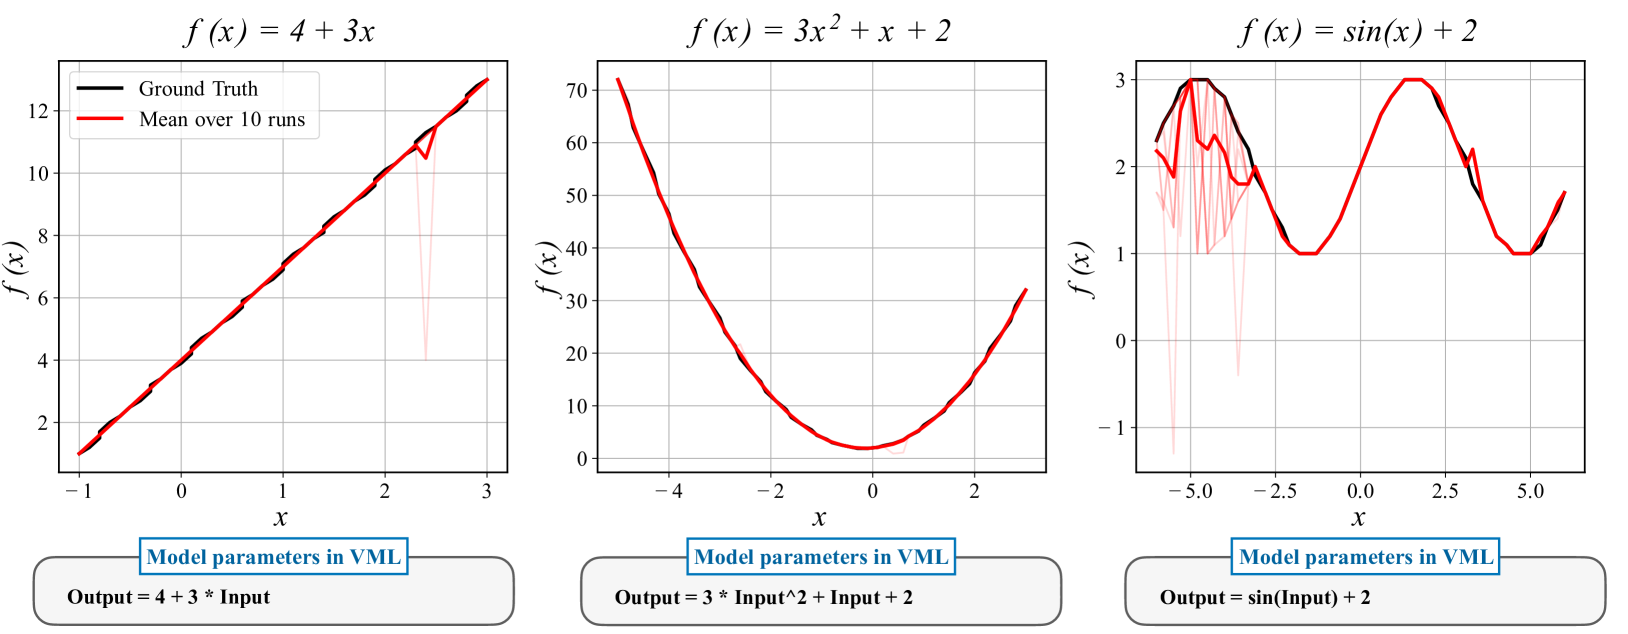 f (x) = 4 + 3x
f (x) = 3x² + x + 2
f (x) = sin(x) + 2
Ground Truth
Mean over 10 runs
12
10
8
6
4
2
f (x)
−1 0 1 2 3
x
70
60
50
40
30
20
10
0
f (x)
−4 −2 0 2
x
3
2
1
0
−1
f (x)
−5.0 −2.5 0.0 2.5 5.0
x
Model parameters in VML
Output = 4 + 3 * Input
Model parameters in VML
Output = 3 * Input^2 + Input + 2
Model parameters in VML
Output = sin(Input) + 2